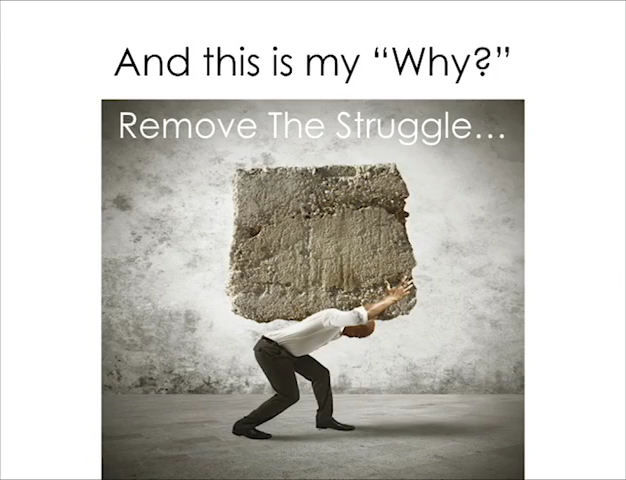 And this is my “Why?”
Remove The Struggle…